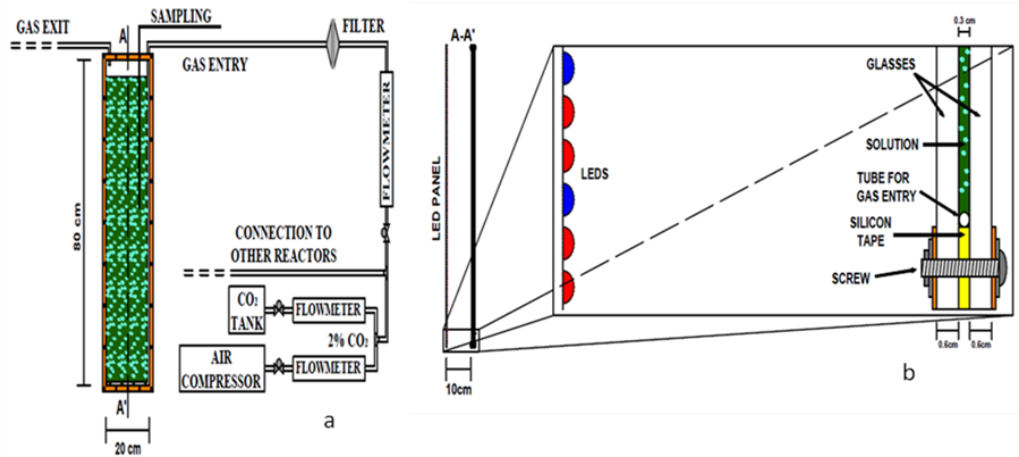 GAS EXIT
A
SAMPLING
FILTER
GAS ENTRY
FLOWMETER
80 cm
CONNECTION TO
OTHER REACTORS
CO₂
TANK
FLOWMETER
2% CO₂
AIR
COMPRESSOR
FLOWMETER
A'
20 cm
a
A-A'
LED PANEL
10cm
LEDS
0.3 cm
GLASSES
SOLUTION
TUBE FOR
GAS ENTRY
SILICON
TAPE
SCREW
0.6cm
0.6cm
b